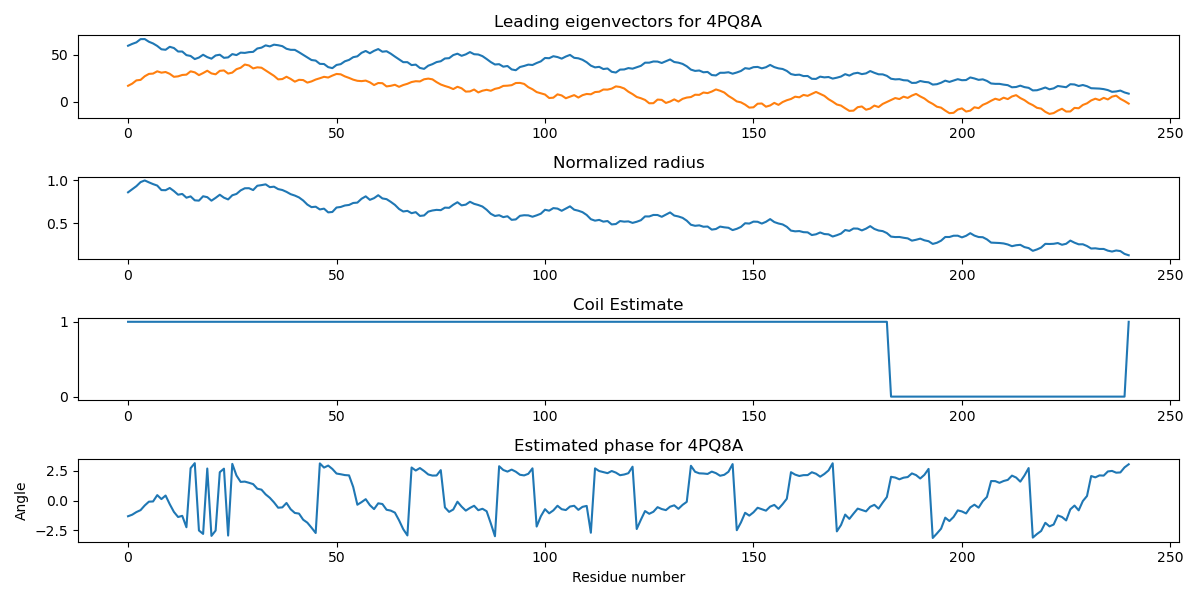 Leading eigenvectors for 4PQ8A
50
0
0 50 100 150 200 250
Normalized radius
1.0
0.5
0 50 100 150 200 250
Coil Estimate
1
0
0 50 100 150 200 250
Estimated phase for 4PQ8A
Angle
2.5
0.0
−2.5
0 50 100 150 200 250
Residue number